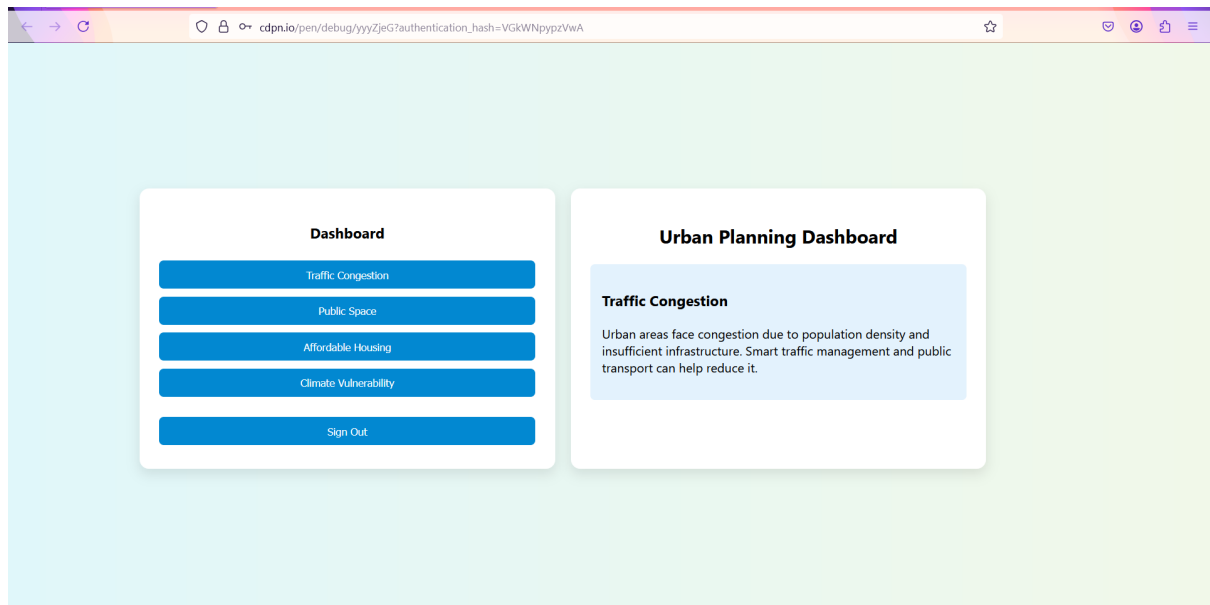 cdpn.io/pen/debug/yyyZjeG?authentication_hash=VGkWNpypzVwA
Dashboard
Traffic Congestion
Public Space
Affordable Housing
Climate Vulnerability
Sign Out
Urban Planning Dashboard
Traffic Congestion
Urban areas face congestion due to population density and
insufficient infrastructure. Smart traffic management and public
transport can help reduce it.